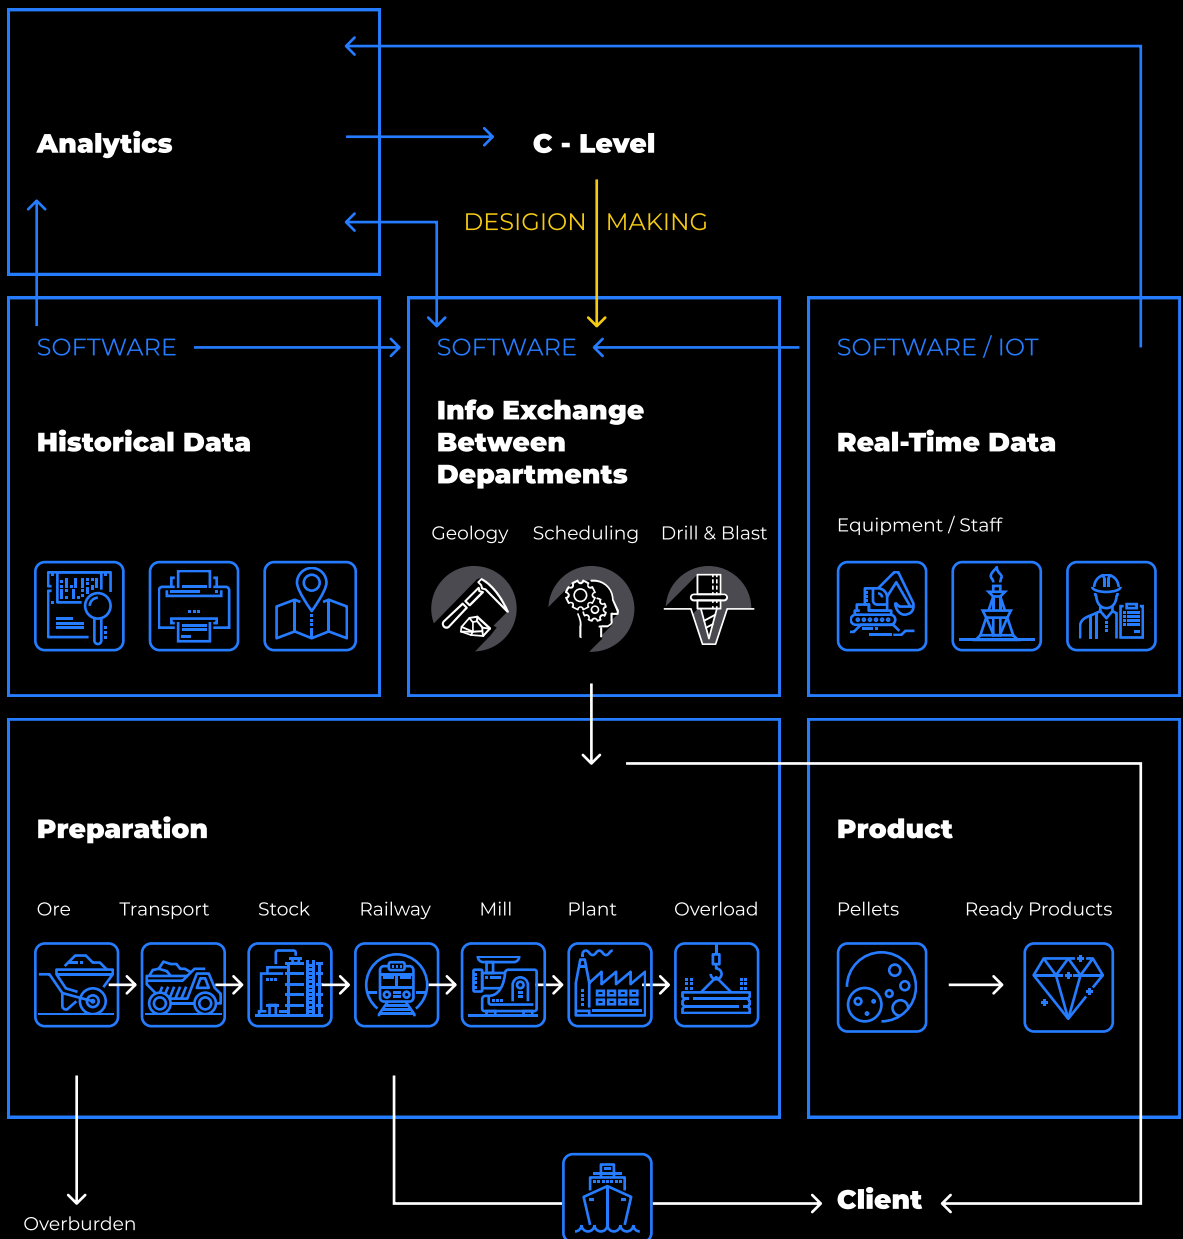 Analytics
C - Level
DESIGION MAKING
SOFTWARE
Historical Data
SOFTWARE
Info Exchange
Between
Departments
Geology
Scheduling
Drill & Blast
SOFTWARE / IOT
Real-Time Data
Equipment / Staff
Preparation
Ore
Transport
Stock
Railway
Mill
Plant
Overload
Product
Pellets
Ready Products
Overburden
Client